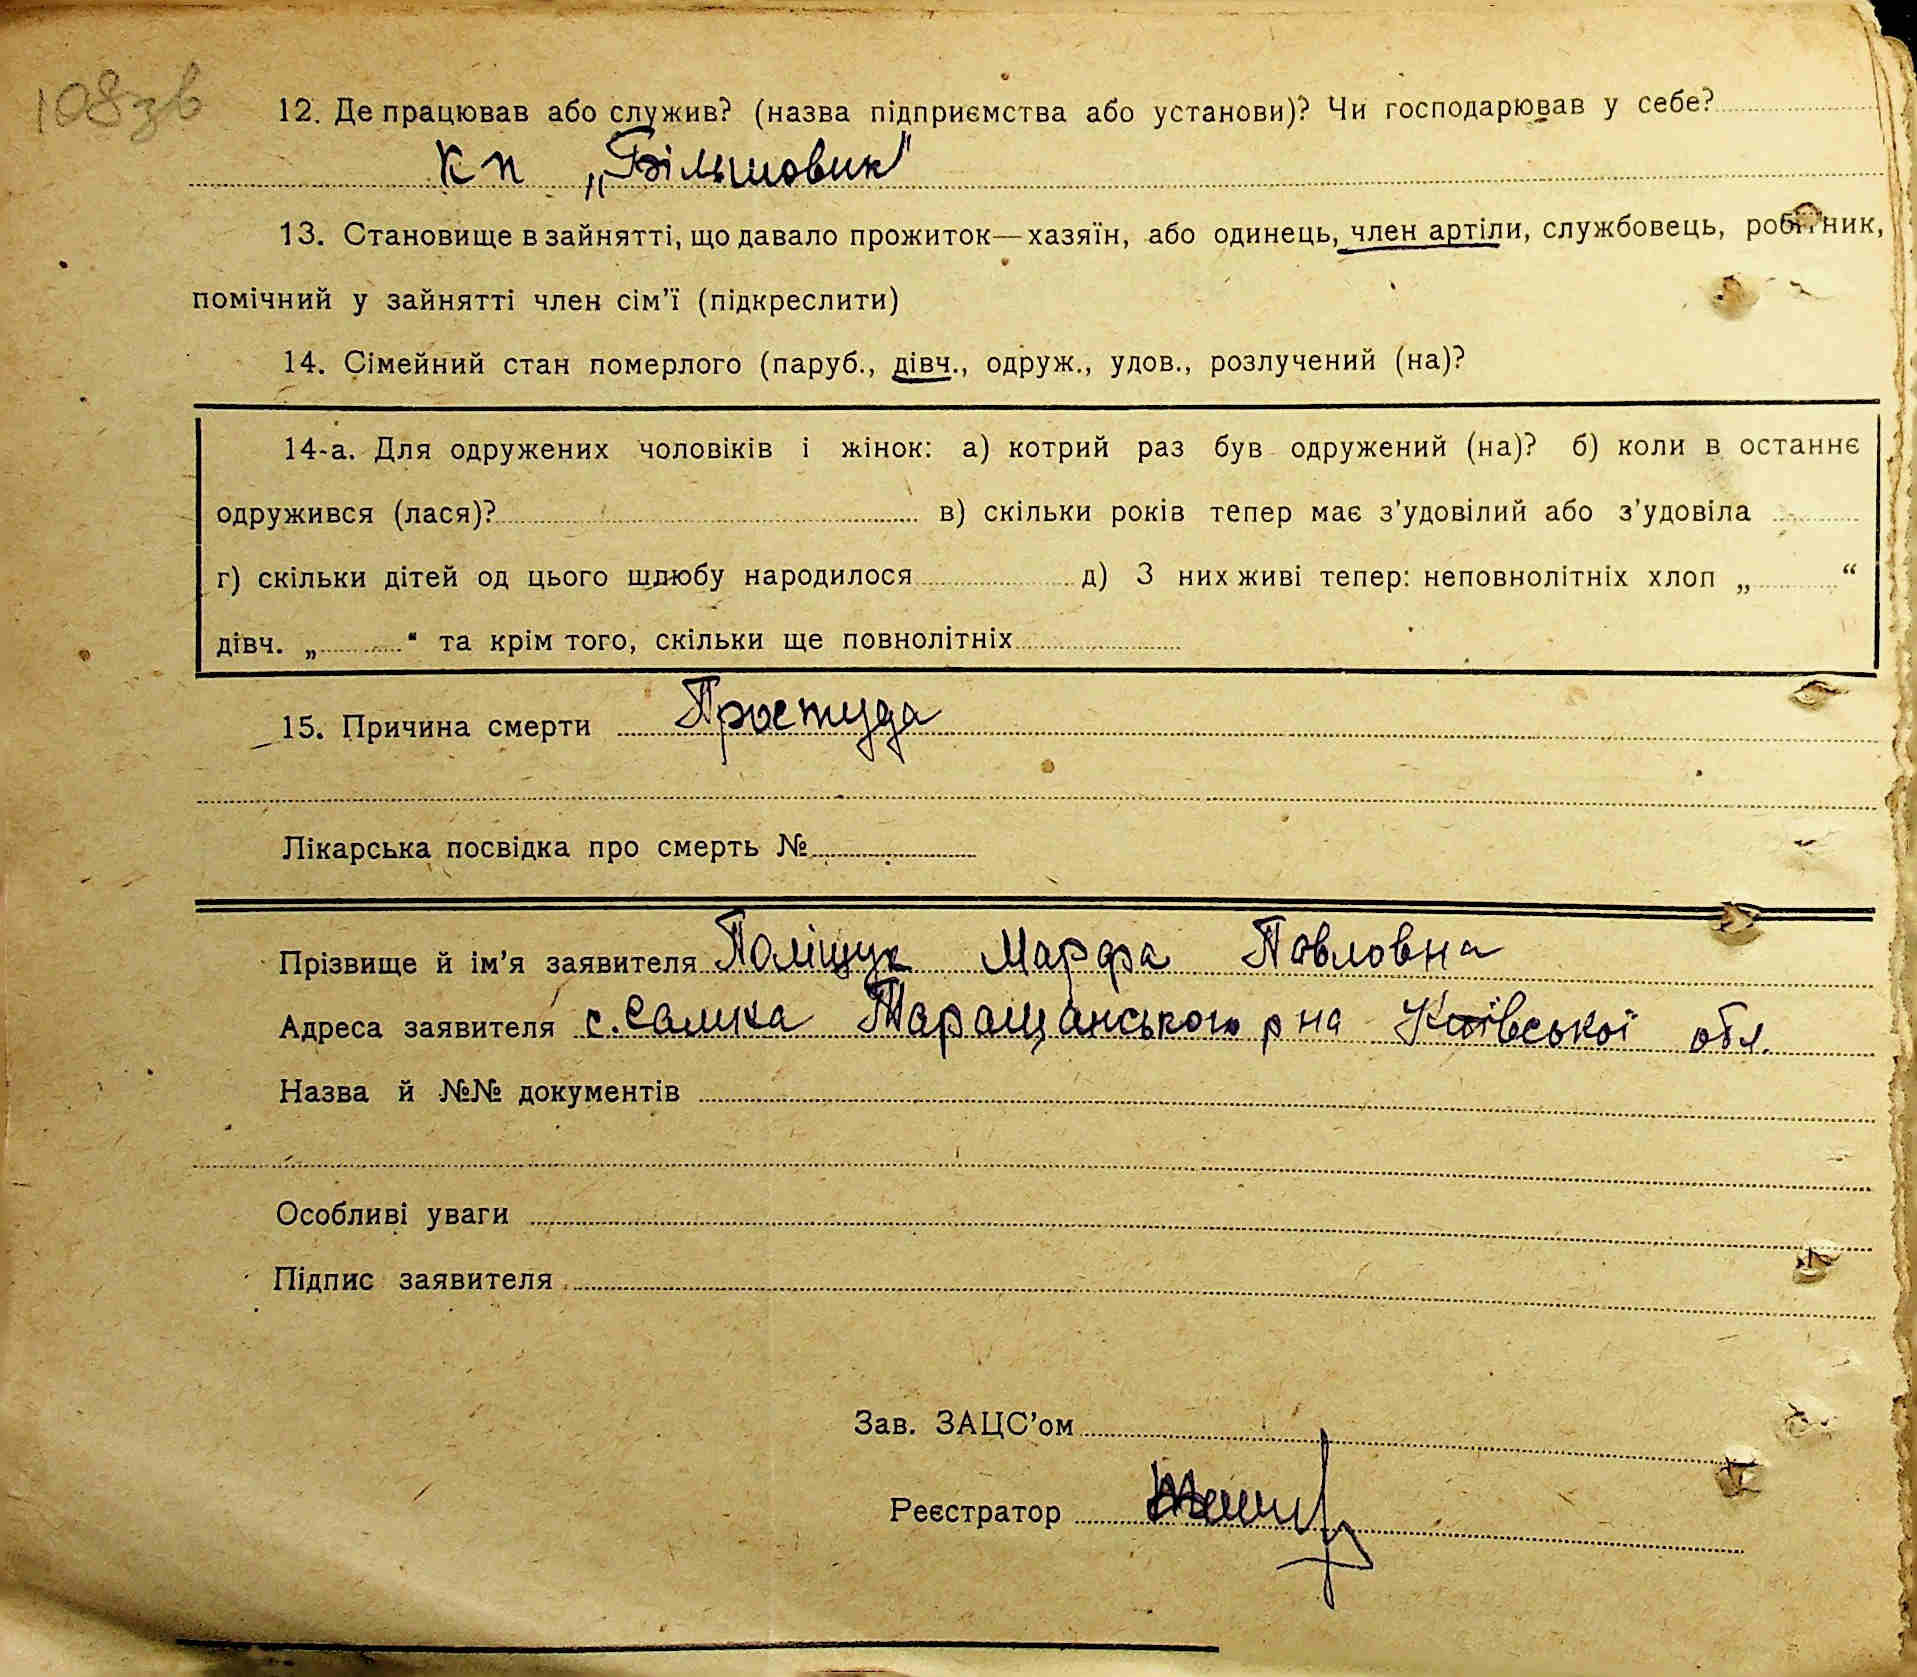 108зв
12. Де працював або служив? (назва підприємства або установи)? Чи господарював у себе?
КП „Більшовик"
13. Становище в зайнятті, що давало прожиток—хазяїн, або одинець, член артіли, службовець, робітник,
помічний у зайнятті член сім'ї (підкреслити)
14. Сімейний стан померлого (паруб., дівч., одруж., удов., розлучений (на)?
14-а. Для одружених чоловіків і жінок: а) котрий раз був одружений (на)? б) коли в останнє
одружився (лася)? в) скільки років тепер має з'удовілий або з'удовіла
г) скільки дітей од цього шлюбу народилося д) З них живі тепер: неповнолітніх хлоп „ “
дівч. „ “ та крім того, скільки ще повнолітніх
15. Причина смерти Простуда
Лікарська посвідка про смерть №
Прізвище й ім'я заявителя Поліщук Марфа Павловна
Адреса заявителя с. Салиха Таращанського р на Київської обл.
Назва й №№ документів
Особливі уваги
Підпис заявителя
Зав. ЗАЦС'ом
Реєстратор